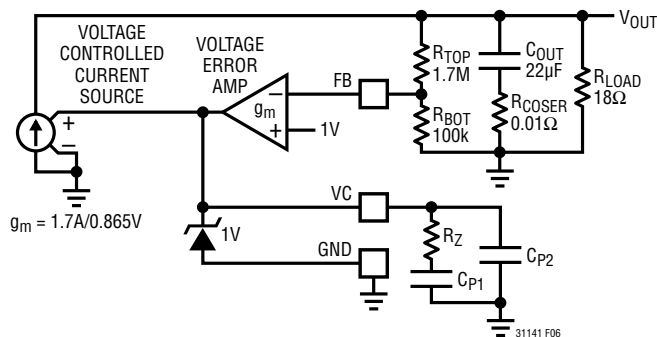 V_OUT
VOLTAGE
CONTROLLED
CURRENT
SOURCE
VOLTAGE
ERROR
AMP
g_m
−
+
1V
FB
R_TOP
1.7M
R_BOT
100k
C_OUT
22µF
R_COSER
0.01Ω
R_LOAD
18Ω
+
−
g_m = 1.7A/0.865V
1V
VC
GND
R_Z
C_P1
C_P2
31141 F06